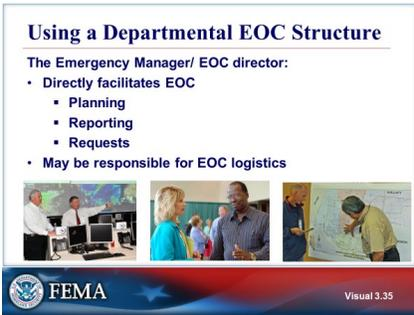 Using a Departmental EOC Structure
The Emergency Manager/ EOC director:
• Directly facilitates EOC
▪ Planning
▪ Reporting
▪ Requests
• May be responsible for EOC logistics
FEMA
Visual 3.35